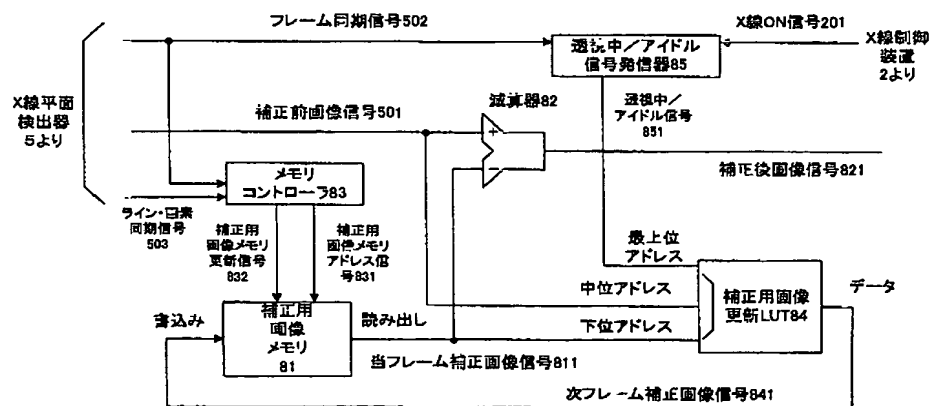 フレーム同期信号502
X線ON信号201
透視中／アイドル
信号発信器85
X線制御
装置
2より
X線平面
検出器
5より
補正前画像信号501
減算器82
透視中／
アイドル信号
851
補正後画像信号821
メモリ
コントローラ83
ライン・画素
同期信号
503
補正用
画像メモリ
更新信号
832
補正用
画像メモリ
アドレス信
号831
最上位
アドレス
中位アドレス
下位アドレス
補正用画像
更新LUT84
データ
書込み
補正用
画像
メモリ
81
読み出し
当フレーム補正画像信号811
次フレーム補正画像信号841